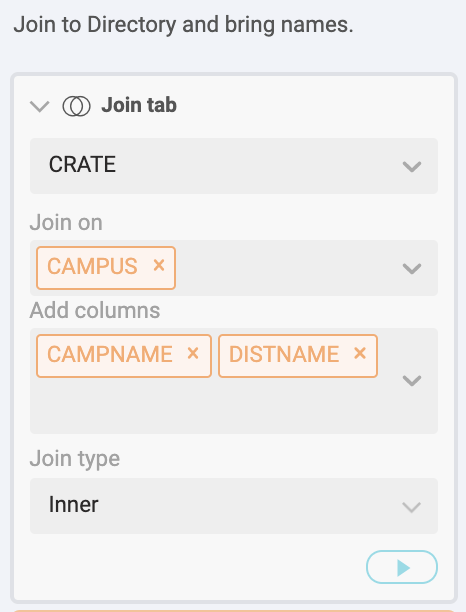 Join to Directory and bring names.
Join tab
CRATE
Join on
CAMPUS ×
Add columns
CAMPNAME × DISTNAME ×
Join type
Inner